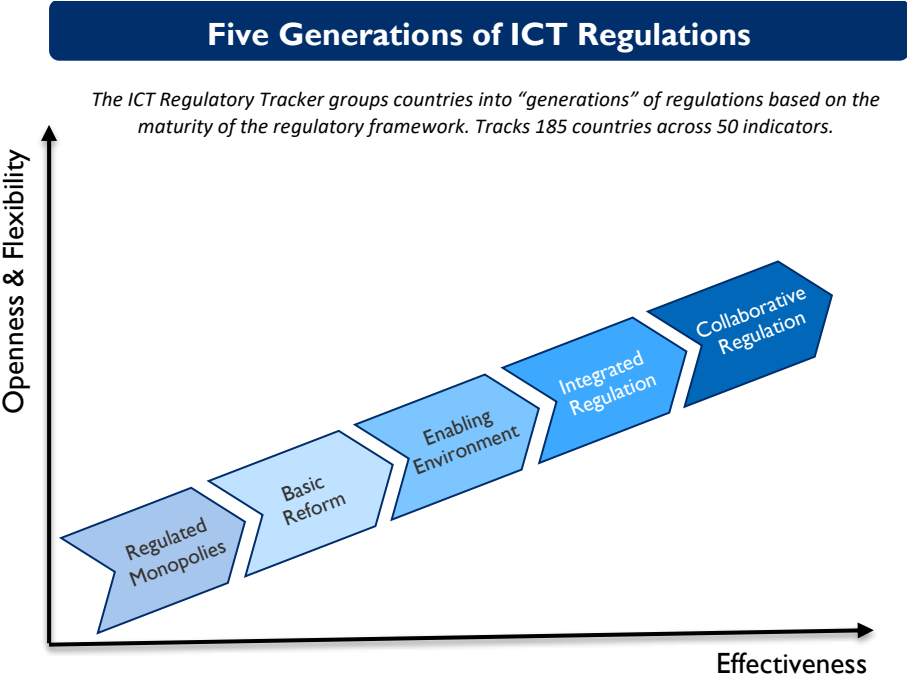 Five Generations of ICT Regulations
The ICT Regulatory Tracker groups countries into “generations” of regulations based on the
maturity of the regulatory framework. Tracks 185 countries across 50 indicators.
Openness & Flexibility
Regulated
Monopolies
Basic
Reform
Enabling
Environment
Integrated
Regulation
Collaborative
Regulation
Effectiveness